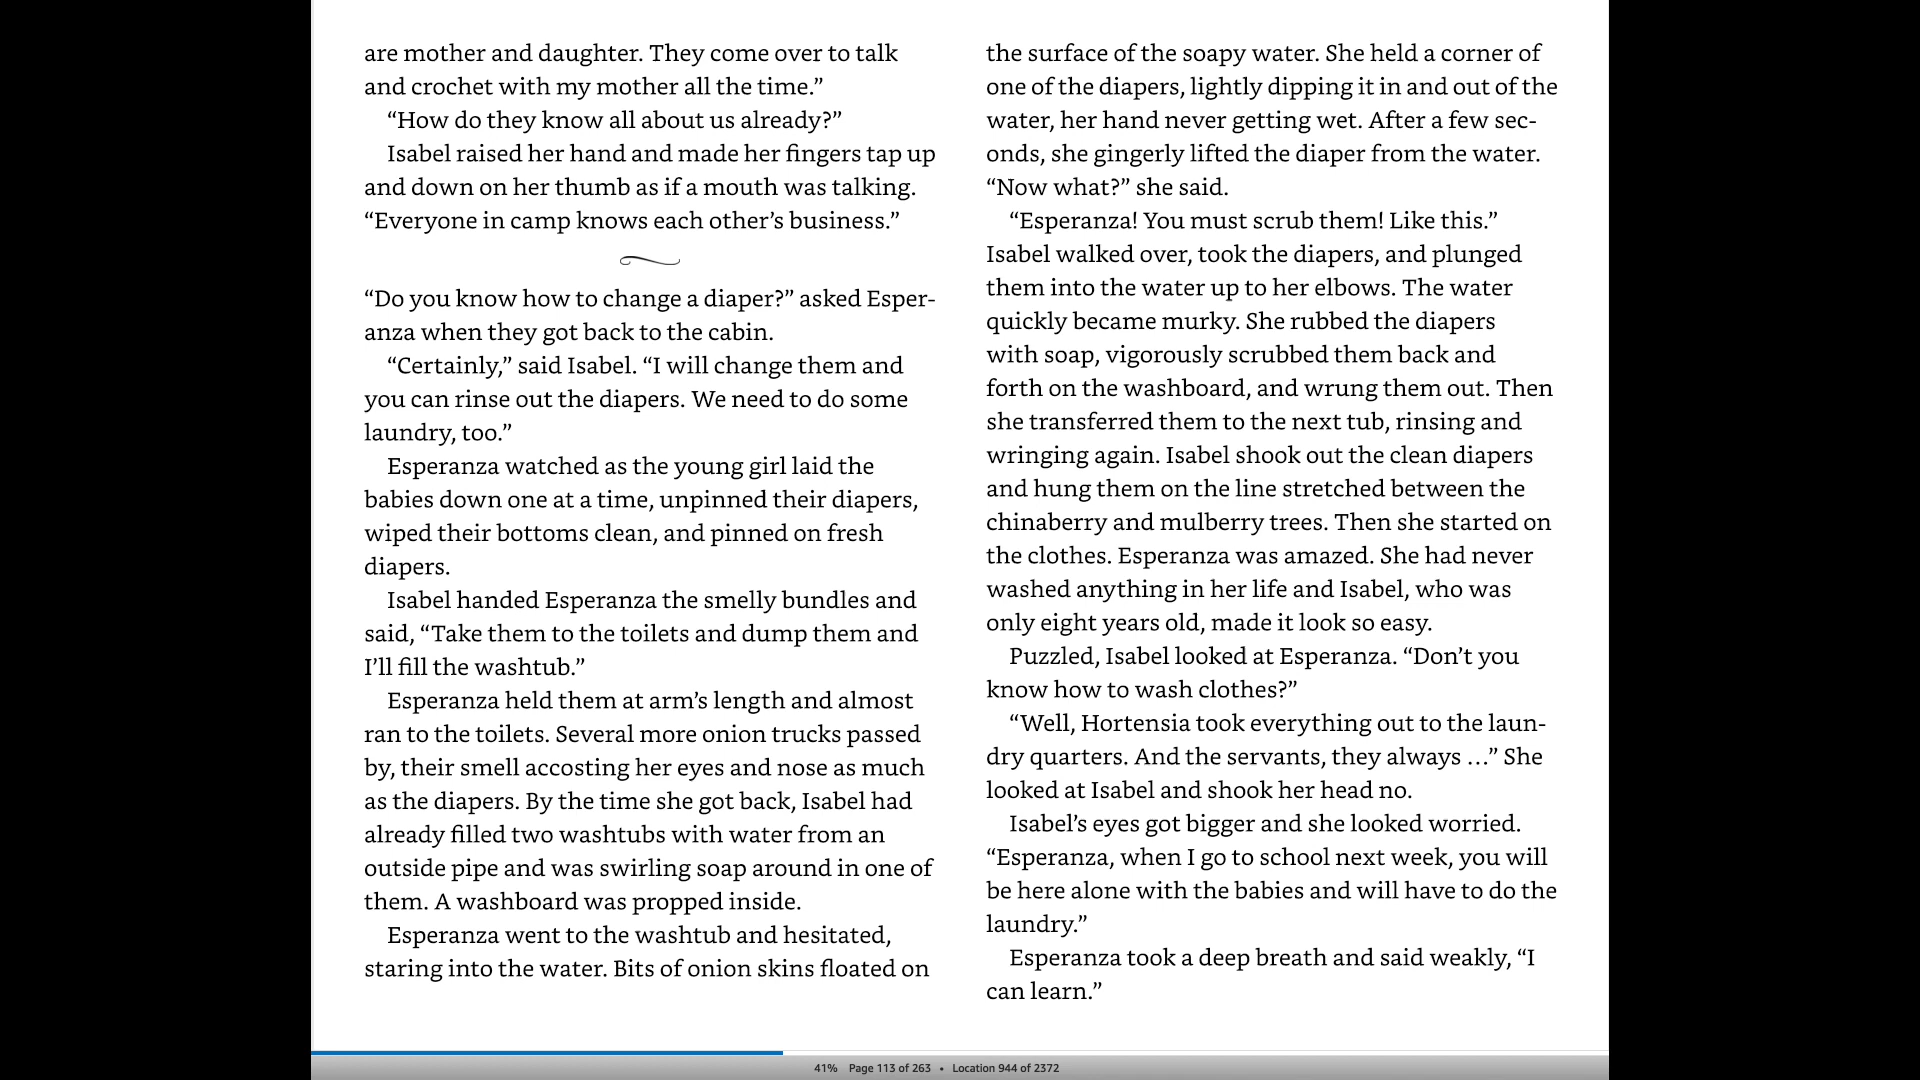 are mother and daughter. They come over to talk
and crochet with my mother all the time.”
“How do they know all about us already?”
Isabel raised her hand and made her fingers tap up
and down on her thumb as if a mouth was talking.
“Everyone in camp knows each other’s business.”
“Do you know how to change a diaper?” asked Esper-
anza when they got back to the cabin.
“Certainly,” said Isabel. “I will change them and
you can rinse out the diapers. We need to do some
laundry, too.”
Esperanza watched as the young girl laid the
babies down one at a time, unpinned their diapers,
wiped their bottoms clean, and pinned on fresh
diapers.
Isabel handed Esperanza the smelly bundles and
said, “Take them to the toilets and dump them and
I’ll fill the washtub.”
Esperanza held them at arm’s length and almost
ran to the toilets. Several more onion trucks passed
by, their smell accosting her eyes and nose as much
as the diapers. By the time she got back, Isabel had
already filled two washtubs with water from an
outside pipe and was swirling soap around in one of
them. A washboard was propped inside.
Esperanza went to the washtub and hesitated,
staring into the water. Bits of onion skins floated on
the surface of the soapy water. She held a corner of
one of the diapers, lightly dipping it in and out of the
water, her hand never getting wet. After a few sec-
onds, she gingerly lifted the diaper from the water.
“Now what?” she said.
“Esperanza! You must scrub them! Like this.”
Isabel walked over, took the diapers, and plunged
them into the water up to her elbows. The water
quickly became murky. She rubbed the diapers
with soap, vigorously scrubbed them back and
forth on the washboard, and wrung them out. Then
she transferred them to the next tub, rinsing and
wringing again. Isabel shook out the clean diapers
and hung them on the line stretched between the
chinaberry and mulberry trees. Then she started on
the clothes. Esperanza was amazed. She had never
washed anything in her life and Isabel, who was
only eight years old, made it look so easy.
Puzzled, Isabel looked at Esperanza. “Don’t you
know how to wash clothes?”
“Well, Hortensia took everything out to the laun-
dry quarters. And the servants, they always …” She
looked at Isabel and shook her head no.
Isabel’s eyes got bigger and she looked worried.
“Esperanza, when I go to school next week, you will
be here alone with the babies and will have to do the
laundry.”
Esperanza took a deep breath and said weakly, “I
can learn.”
41% Page 113 of 263 • Location 944 of 2372